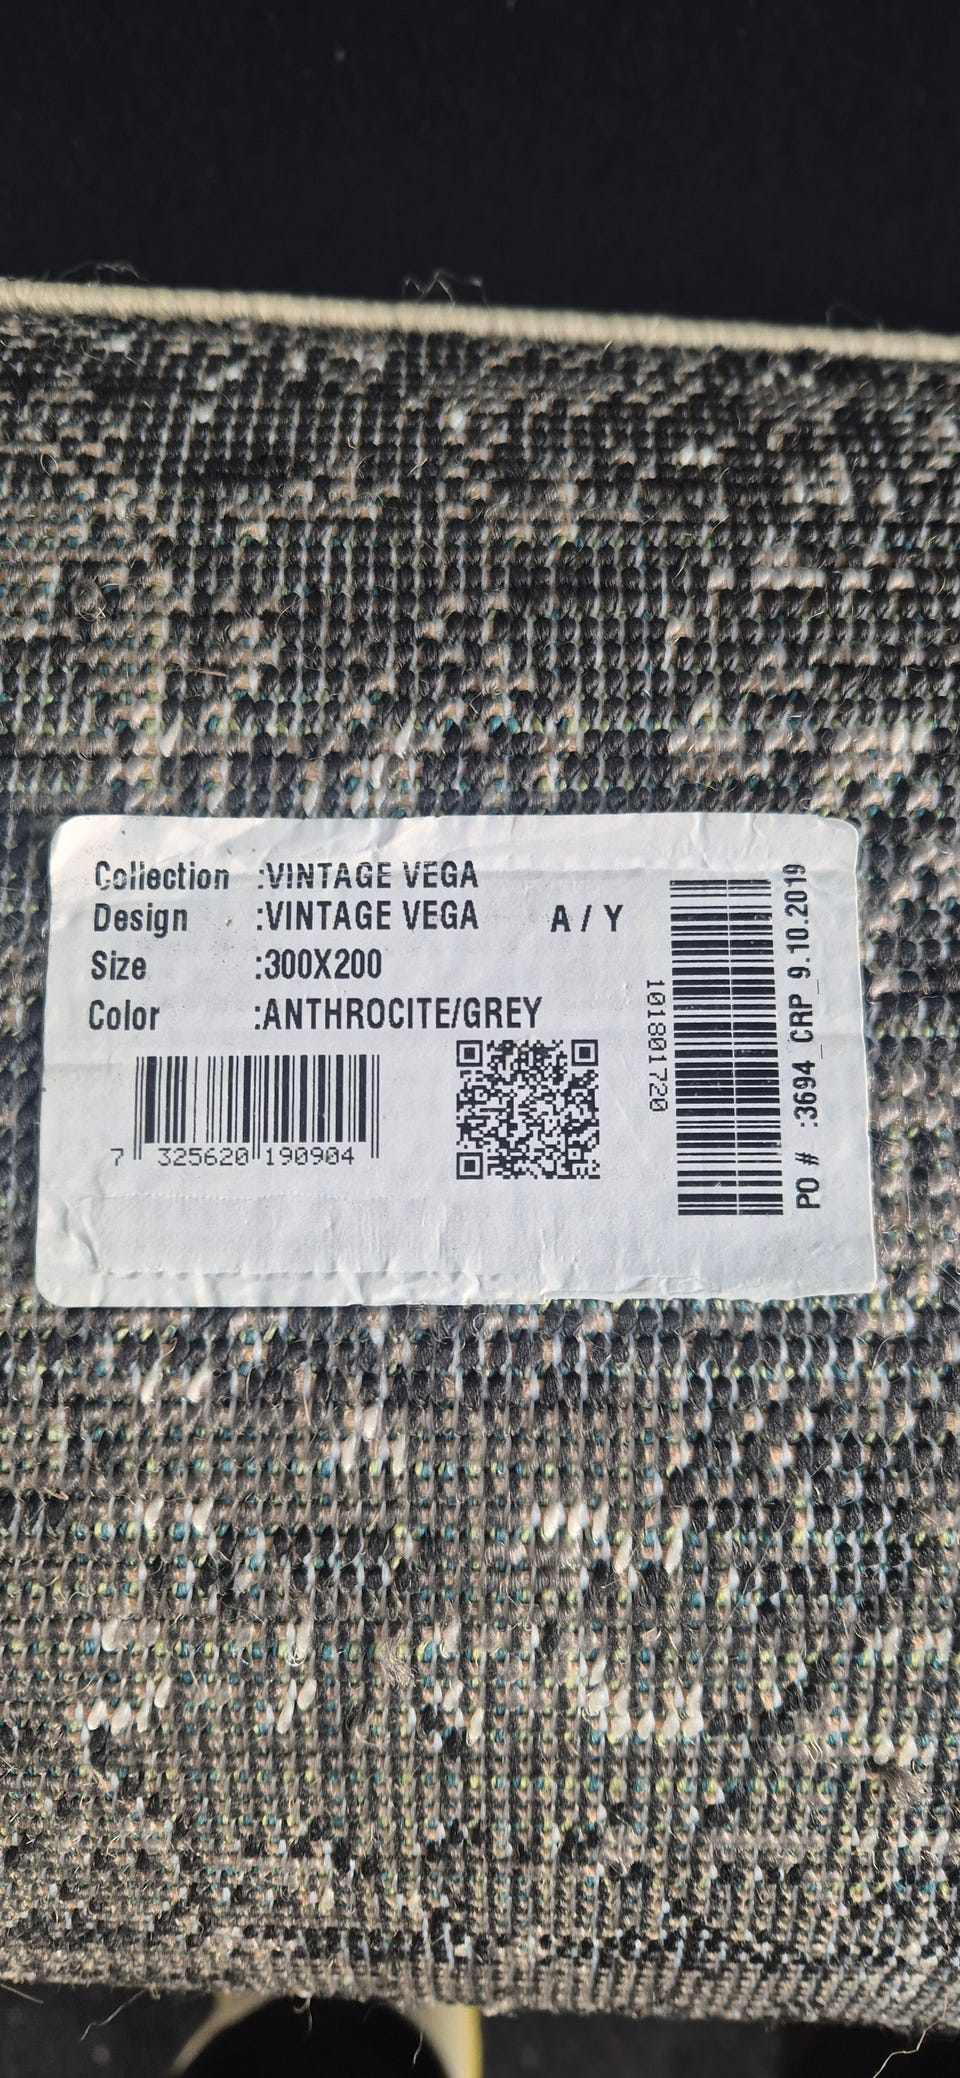 Collection :VINTAGE VEGA
Design :VINTAGE VEGA A / Y
Size :300X200
Color :ANTHROCITE/GREY
7 325620 190904
101801720
PO # :3694_CRP_9.10.2019